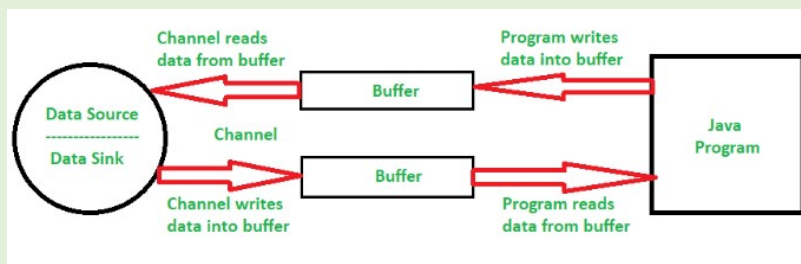 Channel reads
data from buffer
Program writes
data into buffer
Buffer
Data Source
-----------------
Data Sink
Channel
Java
Program
Buffer
Channel writes
data into buffer
Program reads
data from buffer